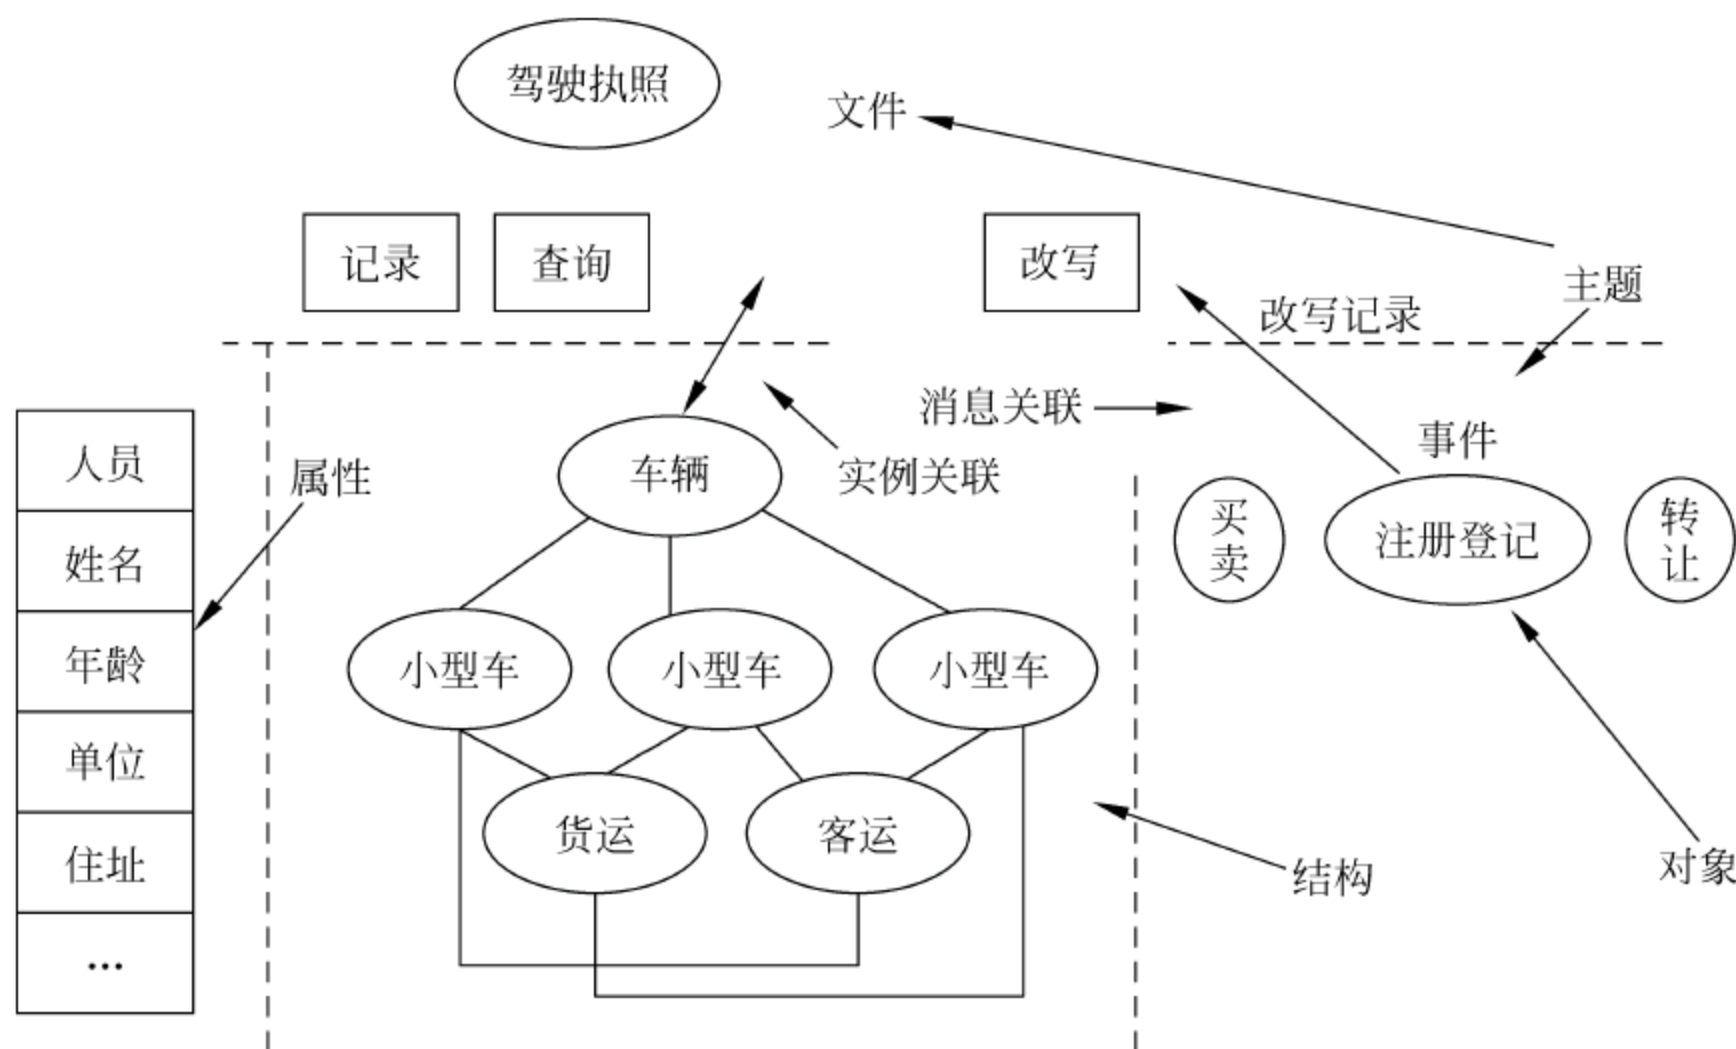 驾驶执照
文件
记录
查询
改写
主题
改写记录
消息关联
事件
人员
属性
车辆
实例关联
买卖
注册登记
转让
姓名
年龄
小型车
小型车
小型车
单位
货运
客运
住址
结构
对象
...